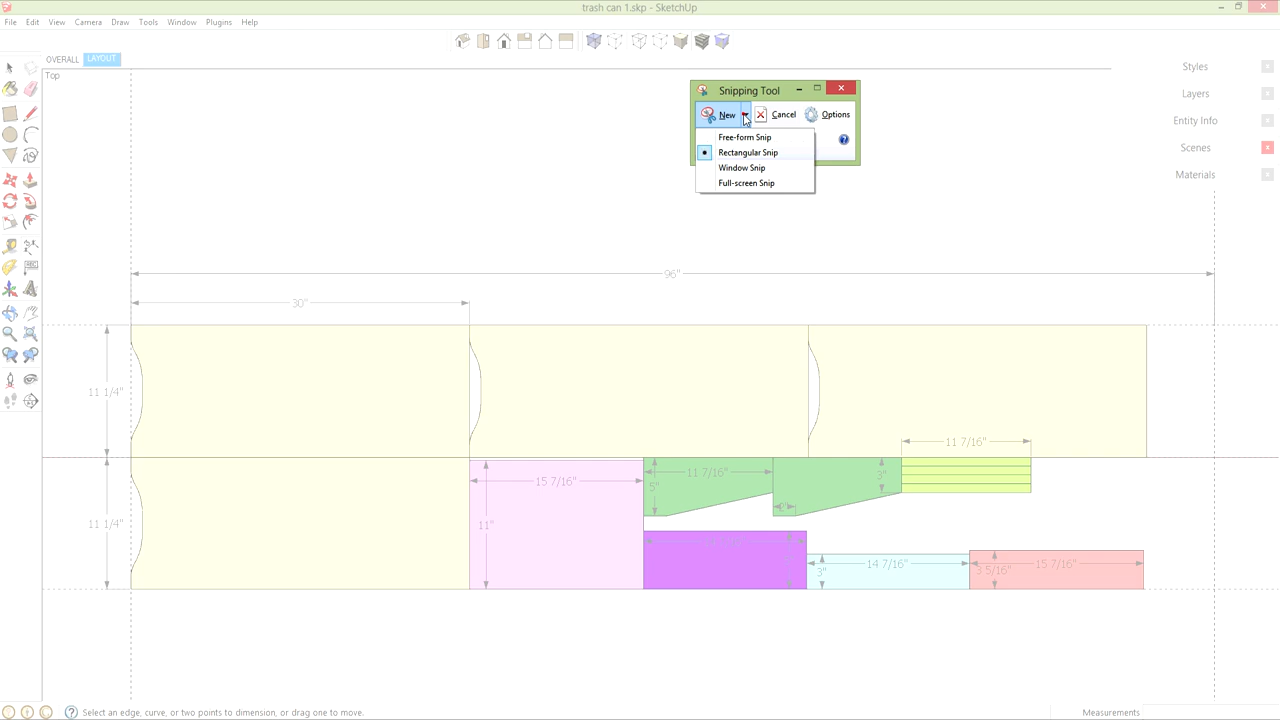 trash can 1.skp - SketchUp
File Edit View Camera Draw Tools Window Plugins Help
OVERALL LAYOUT
Top
Styles
Layers
Entity Info
Scenes
Materials
Snipping Tool
New Cancel Options
Free-form Snip
Rectangular Snip
Window Snip
Full-screen Snip
96"
30"
11 1/4"
11 7/16"
15 7/16"
5"
11 7/16"
3"
11 1/4"
11"
3"
14 7/16"
3 5/16"
15 7/16"
Select an edge, curve, or two points to dimension, or drag one to move.
Measurements